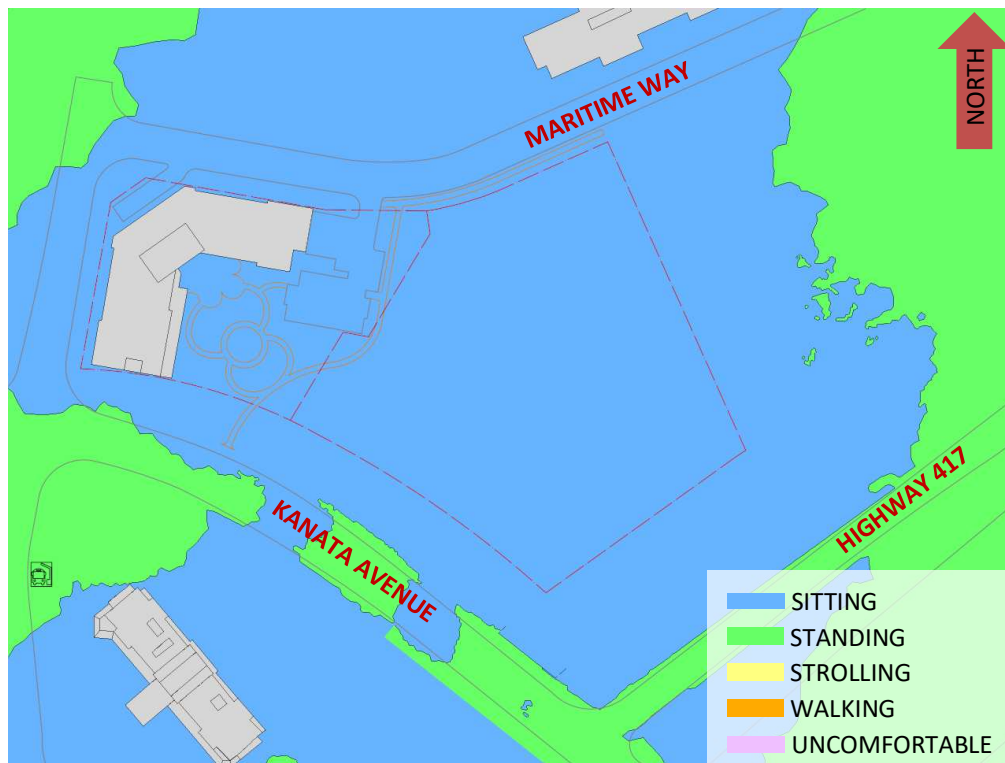 NORTH
MARITIME WAY
HIGHWAY 417
KANATA AVENUE
SITTING
STANDING
STROLLING
WALKING
UNCOMFORTABLE